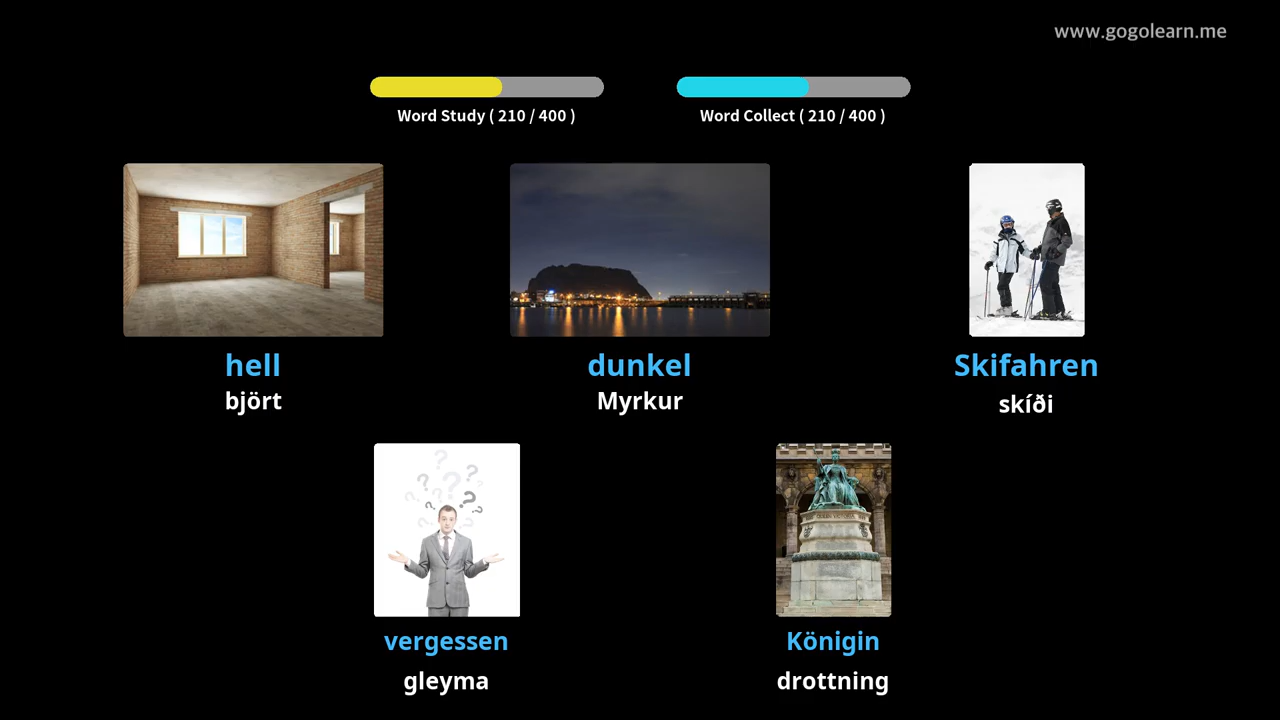 www.gogolearn.me
Word Study ( 210 / 400 )
Word Collect ( 210 / 400 )
hell
björt
dunkel
Myrkur
Skifahren
skíði
vergessen
gleyma
Königin
drottning